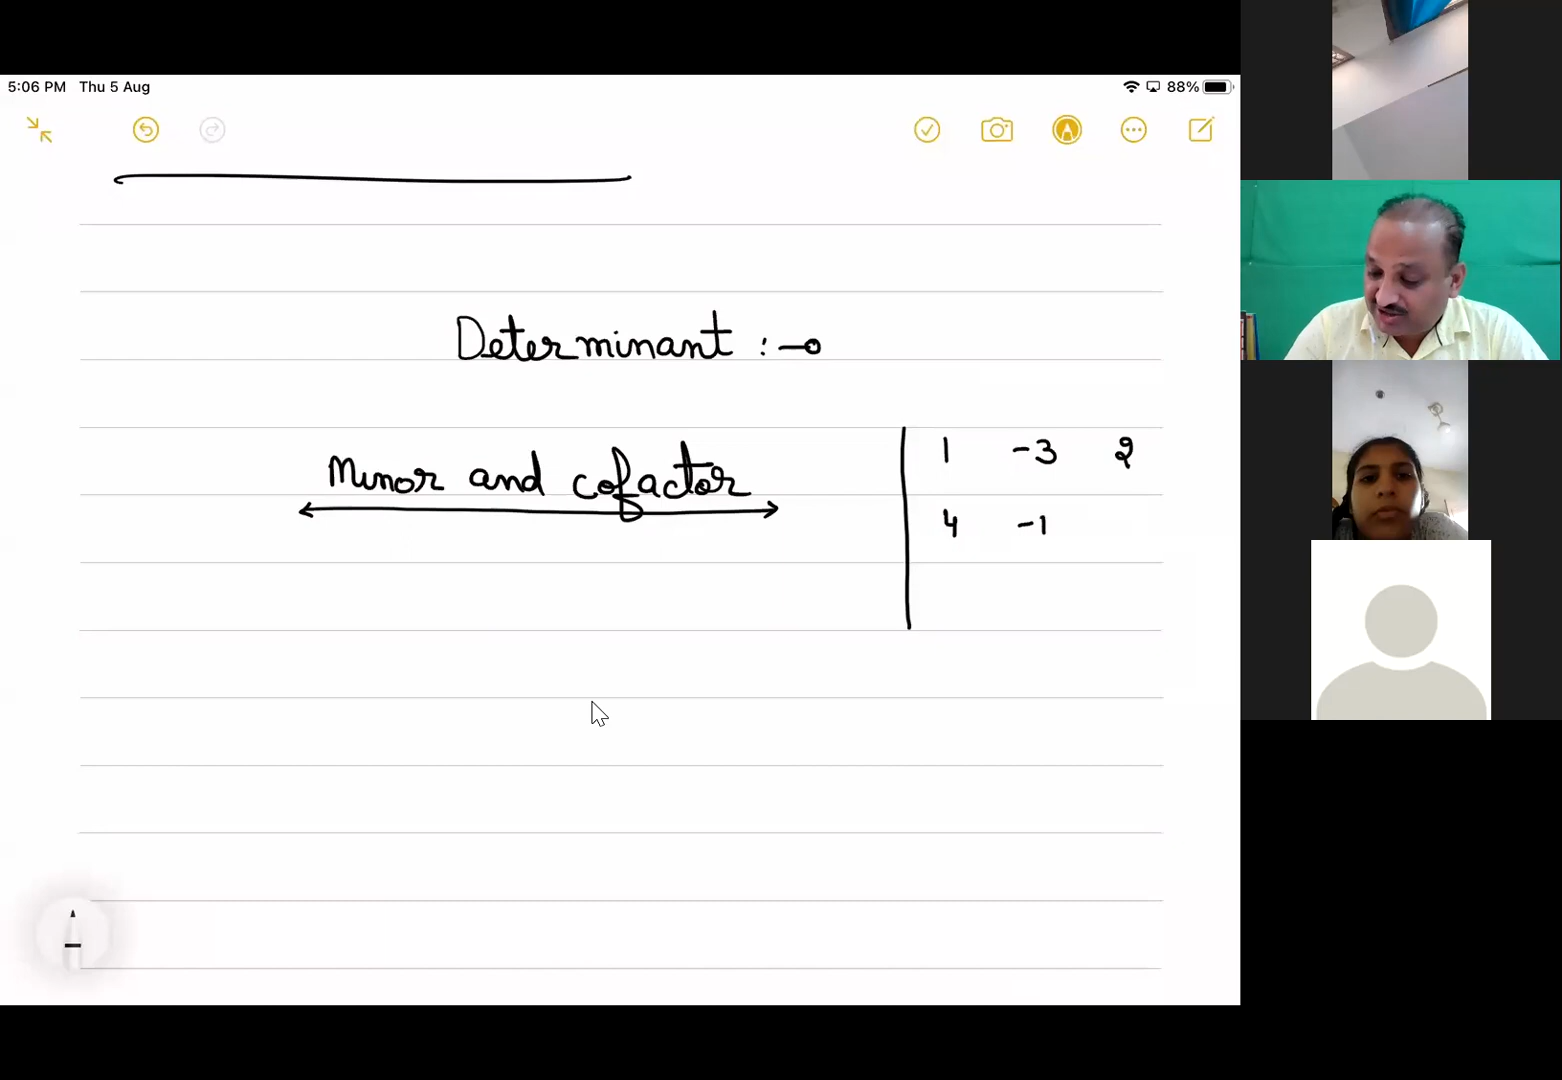 5:06 PM Thu 5 Aug 88%
Determinant :
Minor and cofactor
1 -3 2
4 -1